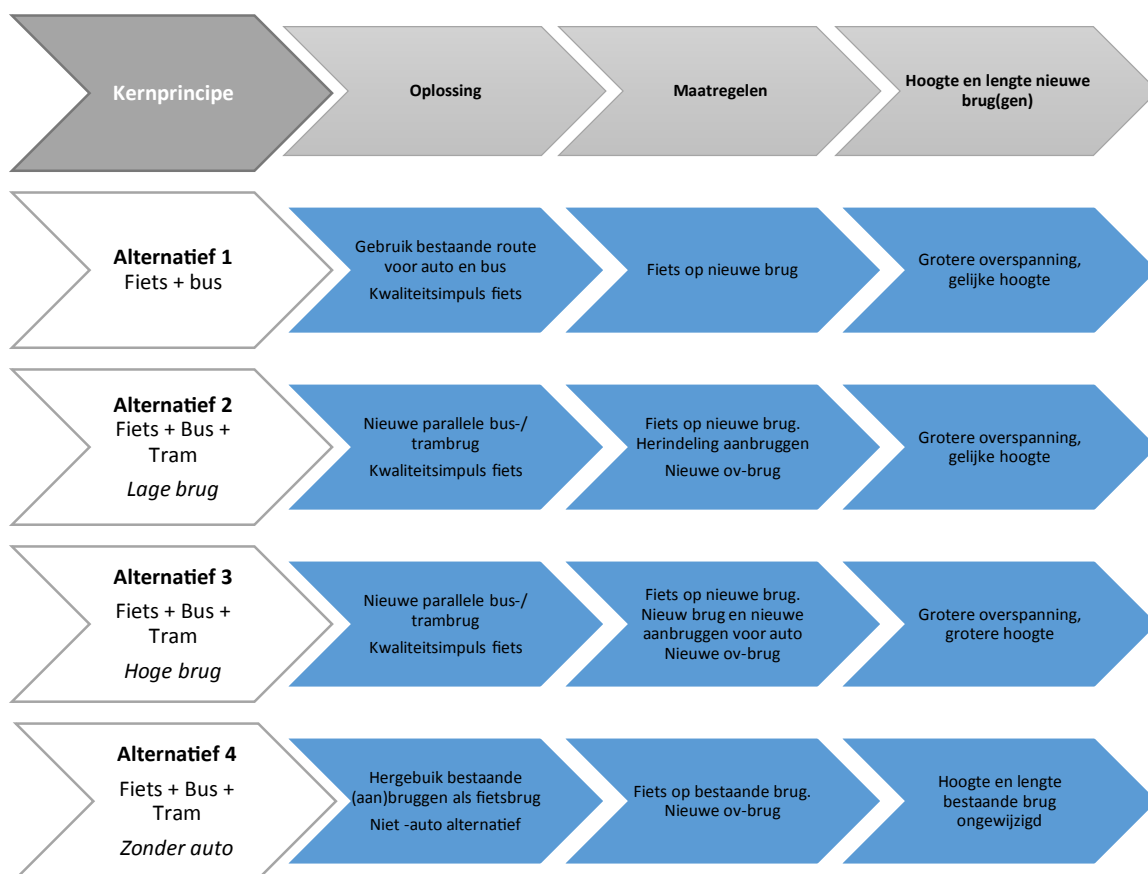 Kernprincipe
Oplossing
Maatregelen
Hoogte en lengte nieuwe
brug(gen)
Alternatief 1
Fiets + bus
Gebruik bestaande route
voor auto en bus
Kwaliteitsimpuls fiets
Fiets op nieuwe brug
Grotere overspanning,
gelijke hoogte
Alternatief 2
Fiets + Bus +
Tram
Lage brug
Nieuwe parallele bus-/
trambrug
Kwaliteitsimpuls fiets
Fiets op nieuwe brug.
Herindeling aanbruggen
Nieuwe ov-brug
Grotere overspanning,
gelijke hoogte
Alternatief 3
Fiets + Bus +
Tram
Hoge brug
Nieuwe parallele bus-/
trambrug
Kwaliteitsimpuls fiets
Fiets op nieuwe brug.
Nieuw brug en nieuwe
aanbruggen voor auto
Nieuwe ov-brug
Grotere overspanning,
grotere hoogte
Alternatief 4
Fiets + Bus +
Tram
Zonder auto
Hergebuik bestaande
(aan)bruggen als fietsbrug
Niet -auto alternatief
Fiets op bestaande brug.
Nieuwe ov-brug
Hoogte en lengte
bestaande brug
ongewijzigd